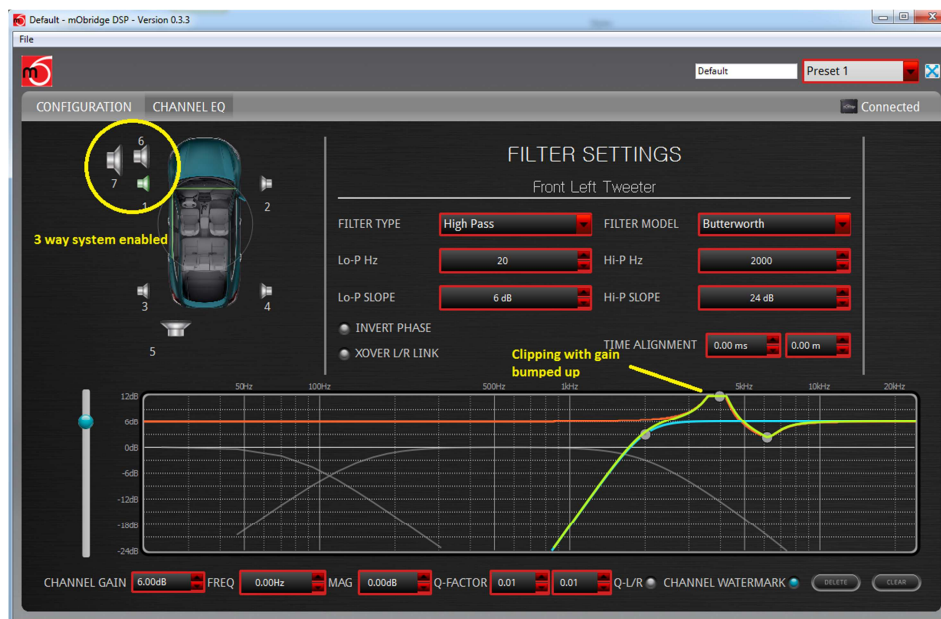 Default - mObridge DSP - Version 0.3.3
File
m6
Default
Preset 1
CONFIGURATION
CHANNEL EQ
Connected
6
7
1
2
3 way system enabled
3
4
5
FILTER SETTINGS
Front Left Tweeter
FILTER TYPE
High Pass
FILTER MODEL
Butterworth
Lo-P Hz
20
Hi-P Hz
2000
Lo-P SLOPE
6 dB
Hi-P SLOPE
24 dB
INVERT PHASE
XOVER L/R LINK
TIME ALIGNMENT
0.00 ms
0.00 m
Clipping with gain
bumped up
50Hz
100Hz
500Hz
1kHz
5kHz
10kHz
20kHz
12dB
6dB
0dB
-6dB
-12dB
-18dB
-24dB
CHANNEL GAIN
6.00dB
FREQ
0.00Hz
MAG
0.00dB
Q-FACTOR
0.01
0.01
Q-L/R
CHANNEL WATERMARK
DELETE
CLEAR